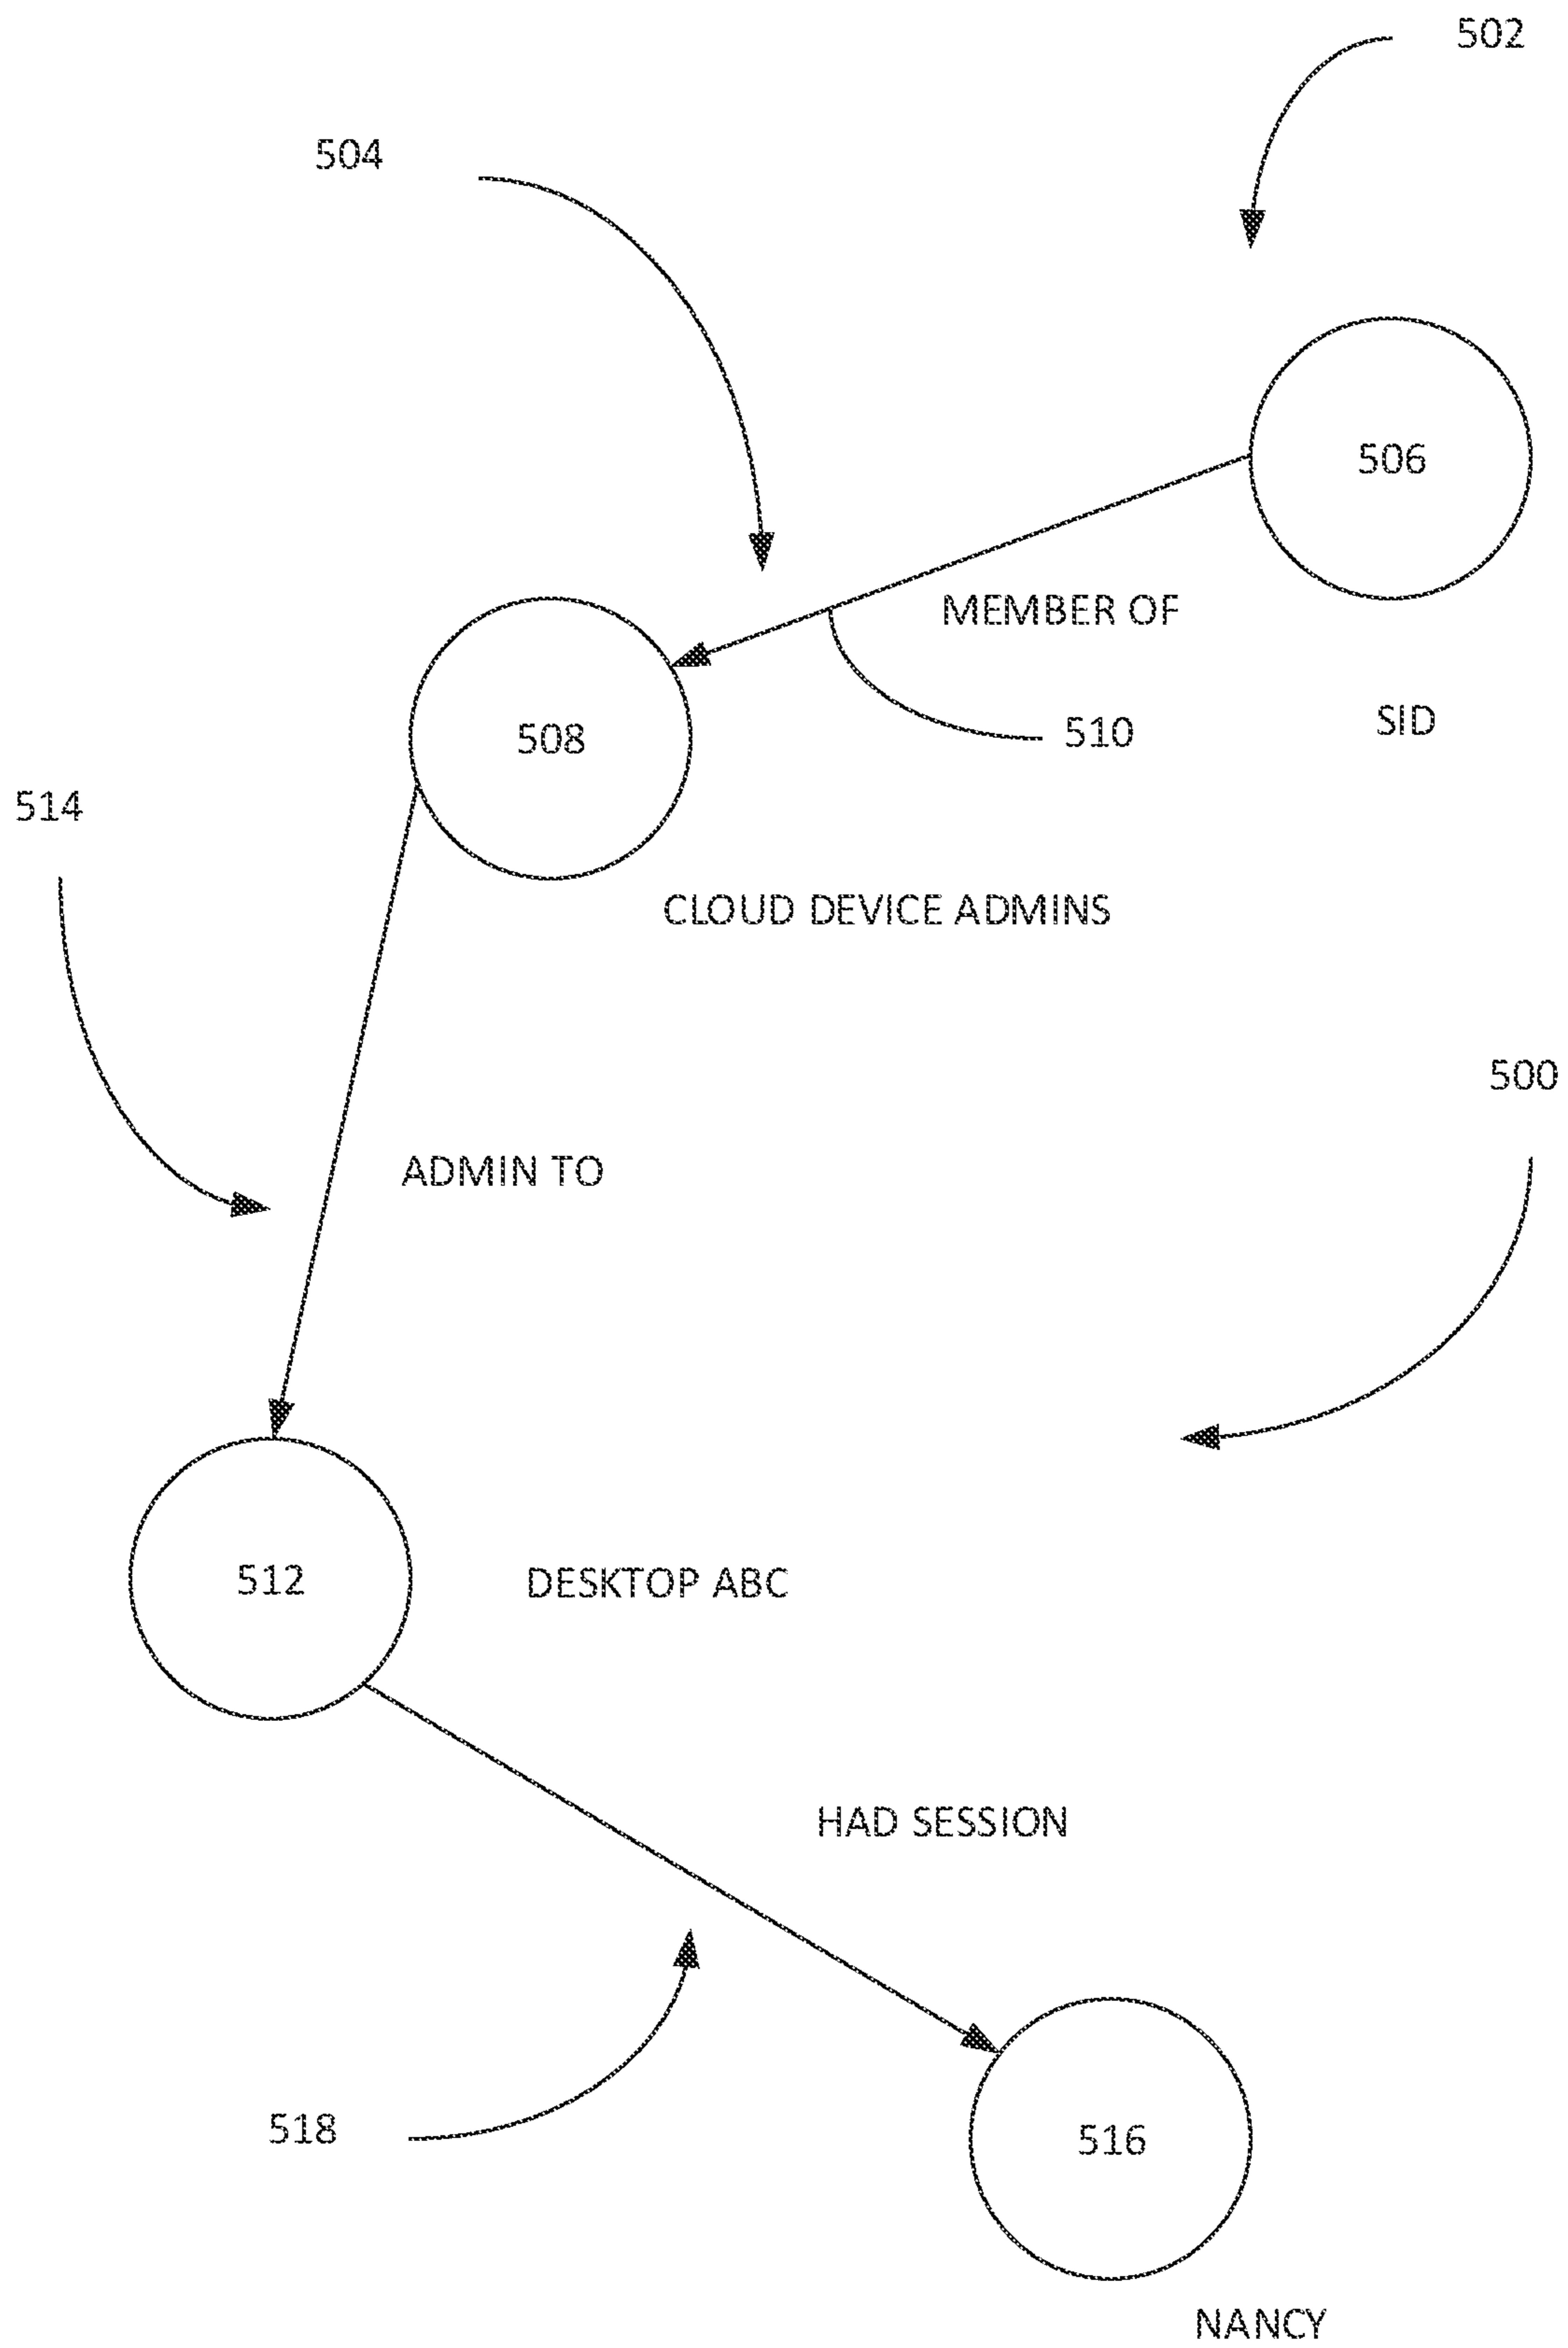 502
504
506
MEMBER OF
SID
510
508
514
CLOUD DEVICE ADMINS
500
ADMIN TO
512
DESKTOP ABC
HAD SESSION
518
516
NANCY